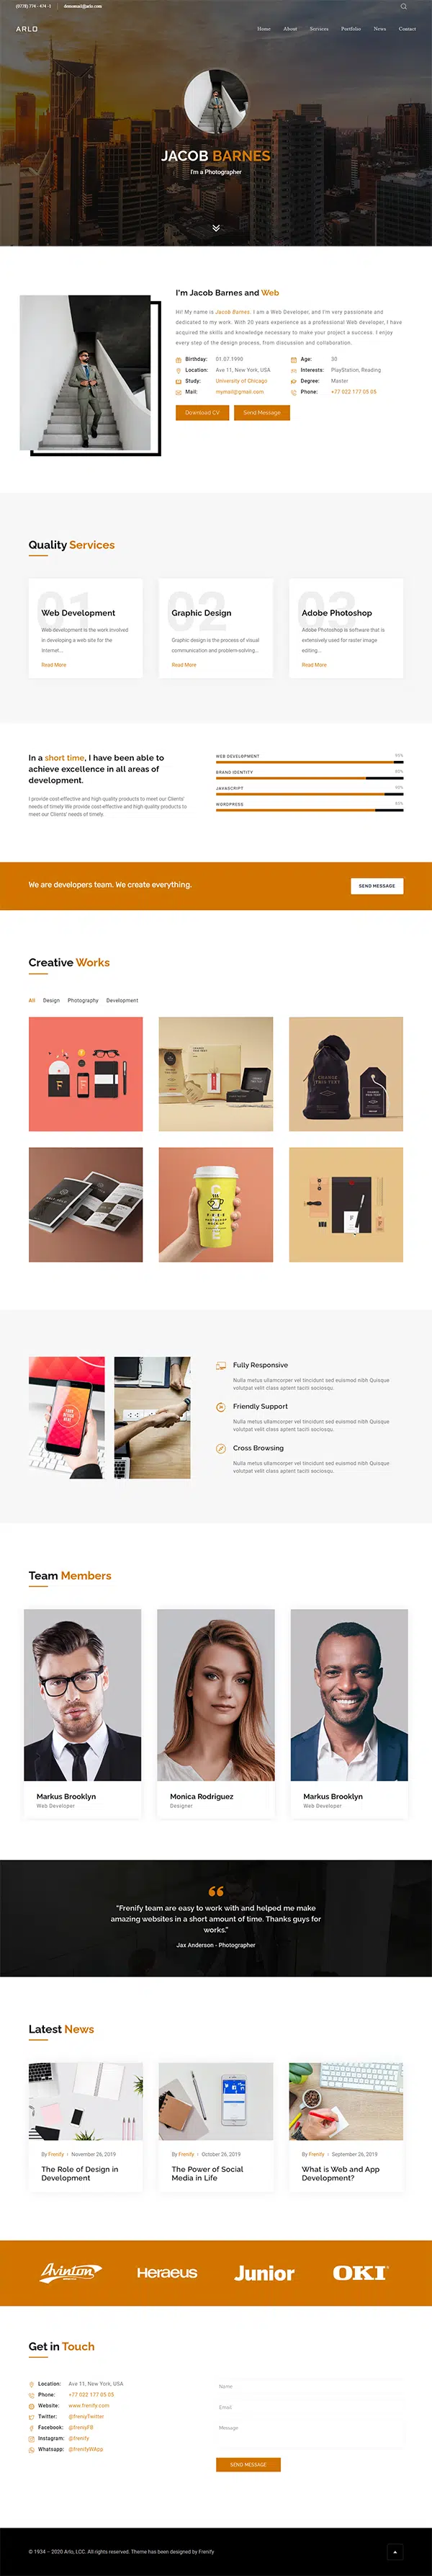 (0778) 774 - 474 -1 | demomail@arlo.com
ARLO
Home About Services Portfolio News Contact
JACOB BARNES
I'm a Photographer
I'm Jacob Barnes and Web
Hi! My name is Jacob Barnes. I am a Web Developer, and I'm very passionate and
dedicated to my work. With 20 years experience as a professional Web developer, I have
acquired the skills and knowledge necessary to make your project a success. I enjoy
every step of the design process, from discussion and collaboration.
Birthday: 01.07.1990 Age: 30
Location: Ave 11, New York, USA Interests: PlayStation, Reading
Study: University of Chicago Degree: Master
Mail: mymail@gmail.com Phone: +77 022 177 05 05
Download CV Send Message
Quality Services
01 02 03
Web Development Graphic Design Adobe Photoshop
Web development is the work involved
in developing a web site for the
Internet...
Graphic design is the process of visual
communication and problem-solving...
Adobe Photoshop is software that is
extensively used for raster image
editing...
Read More Read More Read More
In a short time, I have been able to
achieve excellence in all areas of
development.
I provide cost-effective and high quality products to meet our Clients'
needs of timely We provide cost-effective and high quality products to
meet our Clients' needs of timely.
WEB DEVELOPMENT
BRAND IDENTITY
JAVASCRIPT
WORDPRESS
We are developers team. We create everything.
SEND MESSAGE
Creative Works
All Design Photography Development
CHANGE
THIS TEXT
Fully Responsive
Nulla metus ullamcorper vel tincidunt sed euismod nibh Quisque
volutpat velit class aptent taciti sociosqu.
Friendly Support
Nulla metus ullamcorper vel tincidunt sed euismod nibh Quisque
volutpat velit class aptent taciti sociosqu.
Cross Browsing
Nulla metus ullamcorper vel tincidunt sed euismod nibh Quisque
volutpat velit class aptent taciti sociosqu.
Team Members
Markus Brooklyn Monica Rodriguez Markus Brooklyn
Web Developer Designer Web Developer
"Frenify team are easy to work with and helped me make
amazing websites in a short amount of time. Thanks guys for
works."
Jax Anderson - Photographer
Latest News
By Frenify November 26, 2019
The Role of Design in
Development
By Frenify October 26, 2019
The Power of Social
Media in Life
By Frenify September 26, 2019
What is Web and App
Development?
Avinton Heraeus Junior OKI
Get in Touch
Location: Ave 11, New York, USA
Phone: +77 022 177 05 05
Website: www.frenify.com
Twitter: @frenifyTwitter
Facebook: @frenifyFB
Instagram: @frenify
Whatsapp: @frenifyWApp
Name
Email
Message
SEND MESSAGE
© 1934 – 2020 Arlo, LCC. All rights reserved. Theme has been designed by Frenify